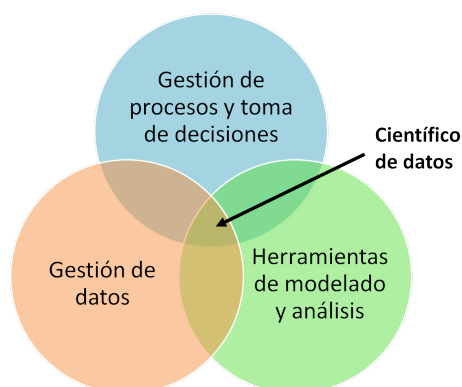 Gestión de
procesos y toma
de decisiones
Científico
de datos
Gestión de
datos
Herramientas
de modelado
y análisis